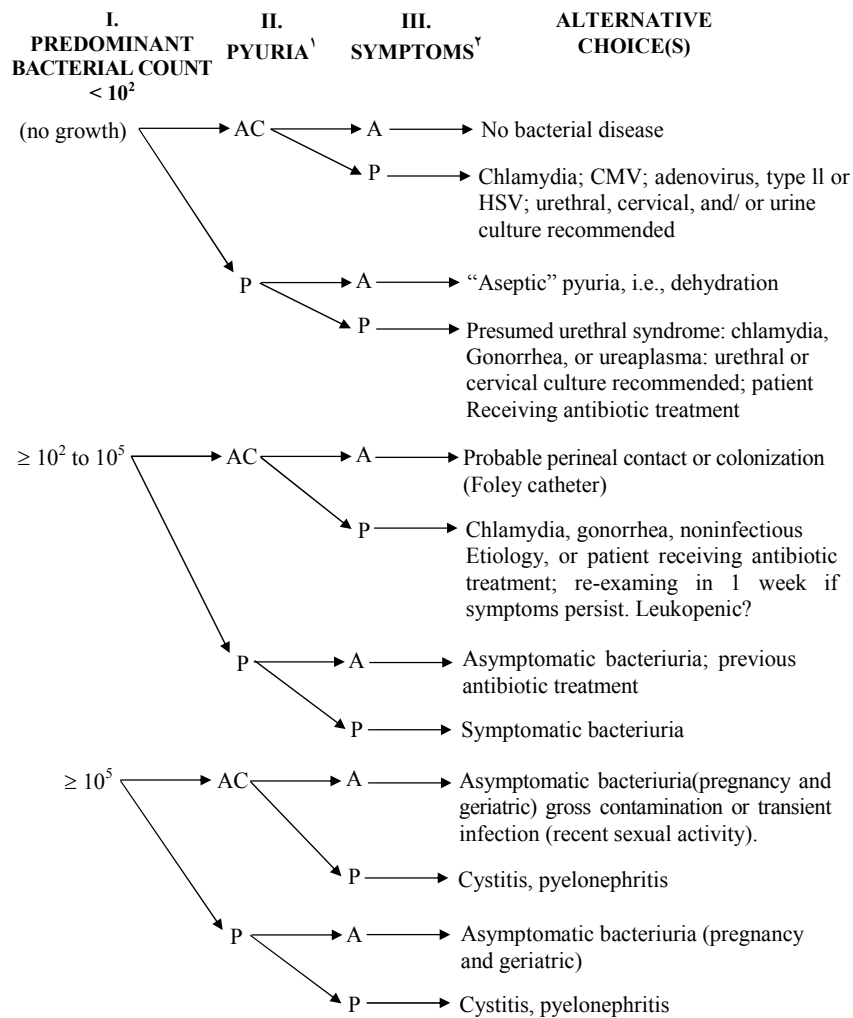 I.
PREDOMINANT
BACTERIAL COUNT
< 10²
II.
PYURIA¹
III.
SYMPTOMS٢
ALTERNATIVE
CHOICE(S)
(no growth)
AC
A
No bacterial disease
P
Chlamydia; CMV; adenovirus, type ll or
HSV; urethral, cervical, and/ or urine
culture recommended
P
A
“Aseptic” pyuria, i.e., dehydration
P
Presumed urethral syndrome: chlamydia,
Gonorrhea, or ureaplasma: urethral or
cervical culture recommended; patient
Receiving antibiotic treatment
≥ 10² to 10⁵
AC
A
Probable perineal contact or colonization
(Foley catheter)
P
Chlamydia, gonorrhea, noninfectious
Etiology, or patient receiving antibiotic
treatment; re-examing in 1 week if
symptoms persist. Leukopenic?
P
A
Asymptomatic bacteriuria; previous
antibiotic treatment
P
Symptomatic bacteriuria
≥ 10⁵
AC
A
Asymptomatic bacteriuria(pregnancy and
geriatric) gross contamination or transient
infection (recent sexual activity).
P
Cystitis, pyelonephritis
P
A
Asymptomatic bacteriuria (pregnancy
and geriatric)
P
Cystitis, pyelonephritis